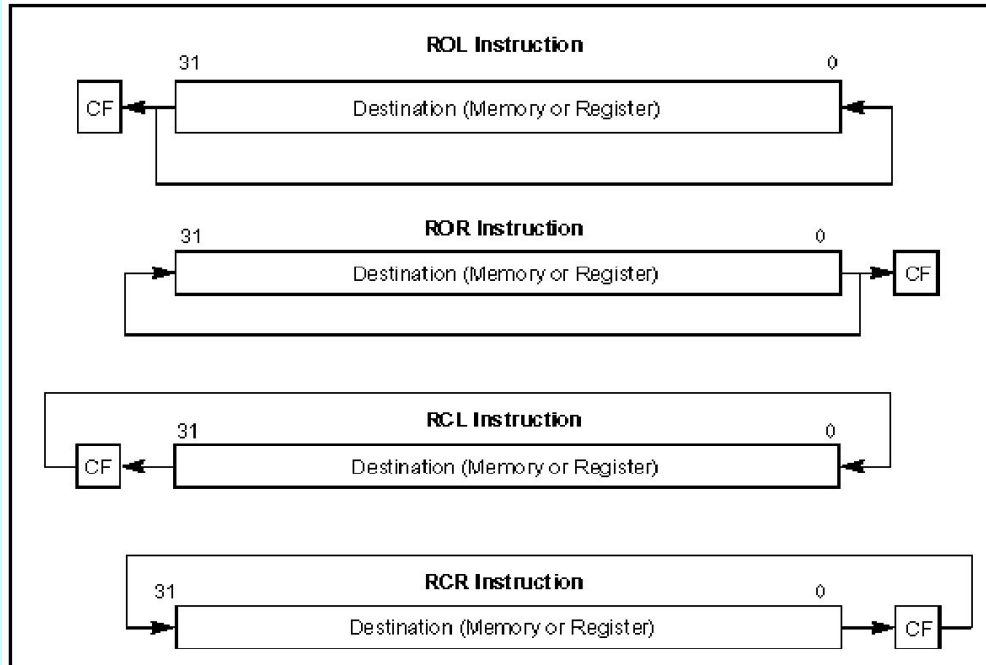 ROL Instruction
31 0
CF Destination (Memory or Register)
ROR Instruction
31 0
Destination (Memory or Register) CF
RCL Instruction
31 0
CF Destination (Memory or Register)
RCR Instruction
31 0
Destination (Memory or Register) CF